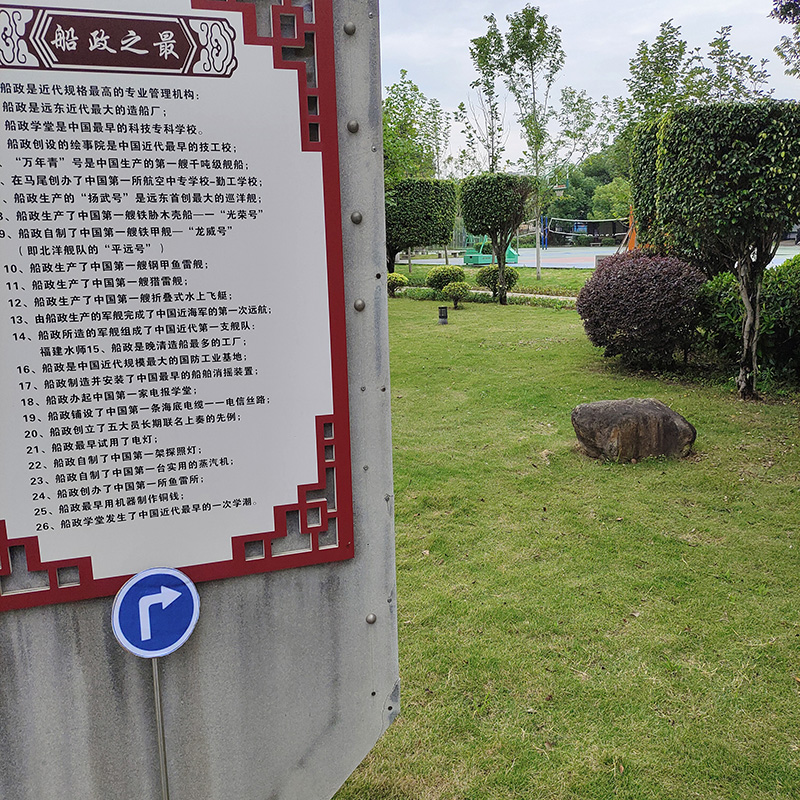 船政之最
船政是近代规格最高的专业管理机构：
船政是远东近代最大的造船厂；
船政学堂是中国最早的科技专科学校。
船政创设的绘事院是中国近代最早的技工校；
、“万年青”号是中国生产的第一艘千吨级舰船；
、在马尾创办了中国第一所航空中专学校-勤工学校；
、船政生产的“扬武号”是远东首创最大的巡洋舰；
8、船政生产了中国第一艘铁胁木壳船—一“光荣号”
9、船政自制了中国第一艘铁甲舰—“龙威号”
（即北洋舰队的“平远号”）
10、船政生产了中国第一艘钢甲鱼雷舰；
11、船政生产了中国第一艘猎雷舰；
12、船政生产了中国第一艘折叠式水上飞艇；
13、由船政生产的军舰完成了中国近海军的第一次远航；
14、船政所造的军舰组成了中国近代第一支舰队：
福建水师15、船政是晚清造船最多的工厂；
16、船政是中国近代规模最大的国防工业基地；
17、船政制造并安装了中国最早的船舶消摇装置；
18、船政办起中国第一家电报学堂；
19、船政铺设了中国第一条海底电缆一一电信丝路；
20、船政创立了五大员长期联名上奏的先例；
21、船政最早试用了电灯；
22、船政自制了中国第一架探照灯；
23、船政自制了中国第一台实用的蒸汽机；
24、船政创办了中国第一所鱼雷所；
25、船政最早用机器制作铜钱；
26、船政学堂发生了中国近代最早的一次学潮。